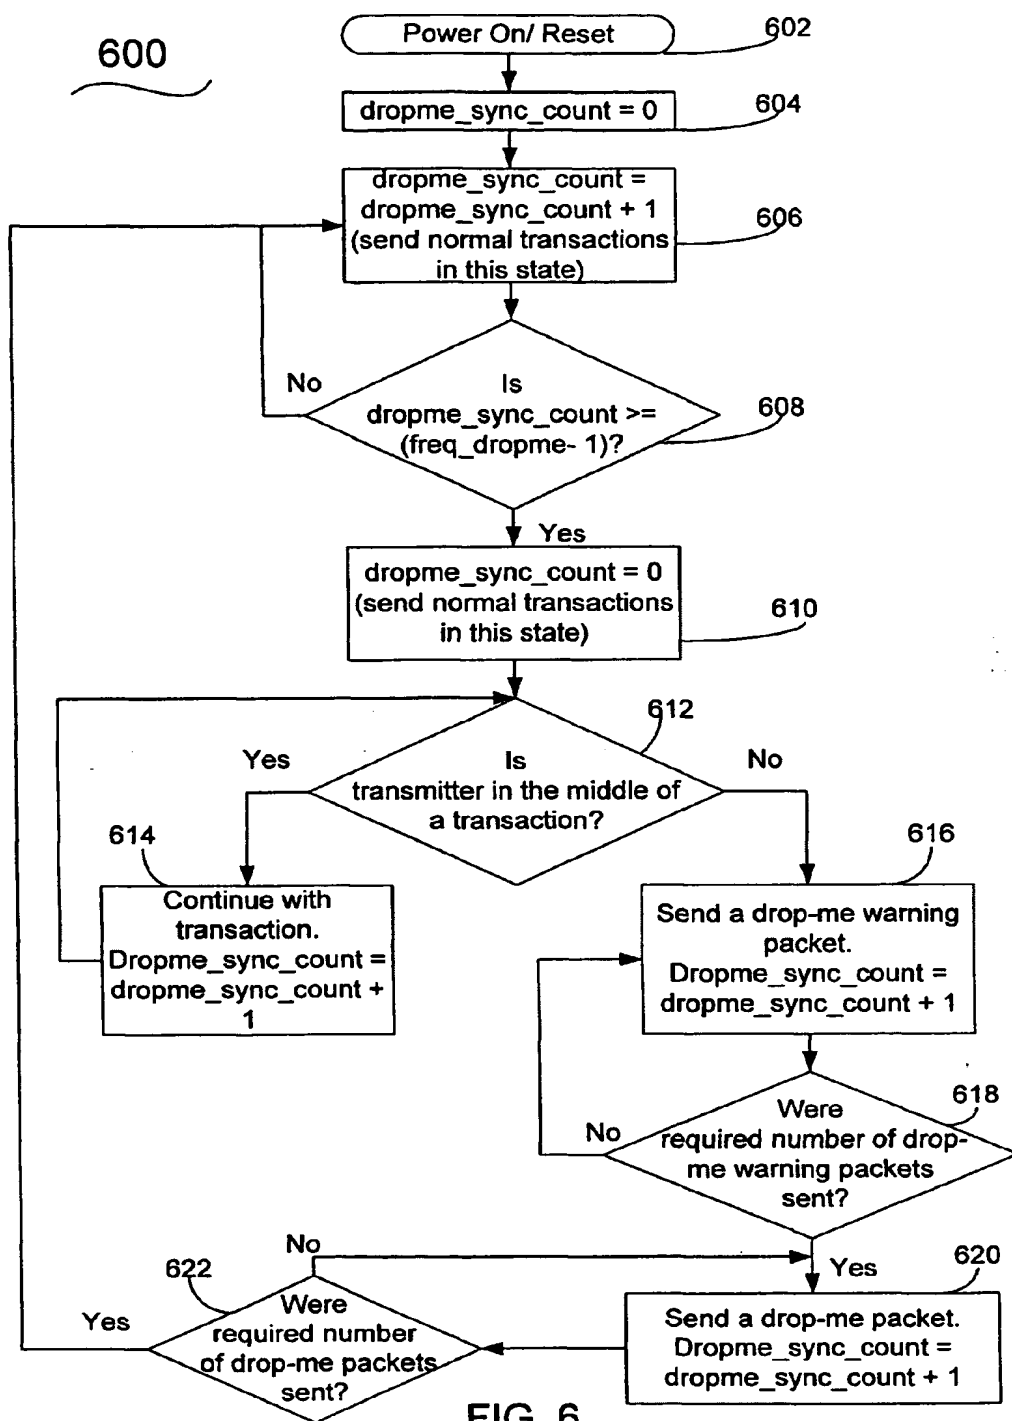 600
Power On/ Reset
602
dropme_sync_count = 0
604
dropme_sync_count =
dropme_sync_count + 1
(send normal transactions
in this state)
606
No
Is
dropme_sync_count >=
(freq_dropme- 1)?
608
Yes
dropme_sync_count = 0
(send normal transactions
in this state)
610
612
Yes
Is
transmitter in the middle of
a transaction?
No
614
Continue with
transaction.
Dropme_sync_count =
dropme_sync_count +
1
616
Send a drop-me warning
packet.
Dropme_sync_count =
dropme_sync_count + 1
618
No
Were
required number of drop-
me warning packets
sent?
Yes
620
Send a drop-me packet.
Dropme_sync_count =
dropme_sync_count + 1
No
622
Yes
Were
required number
of drop-me packets
sent?
FIG. 6